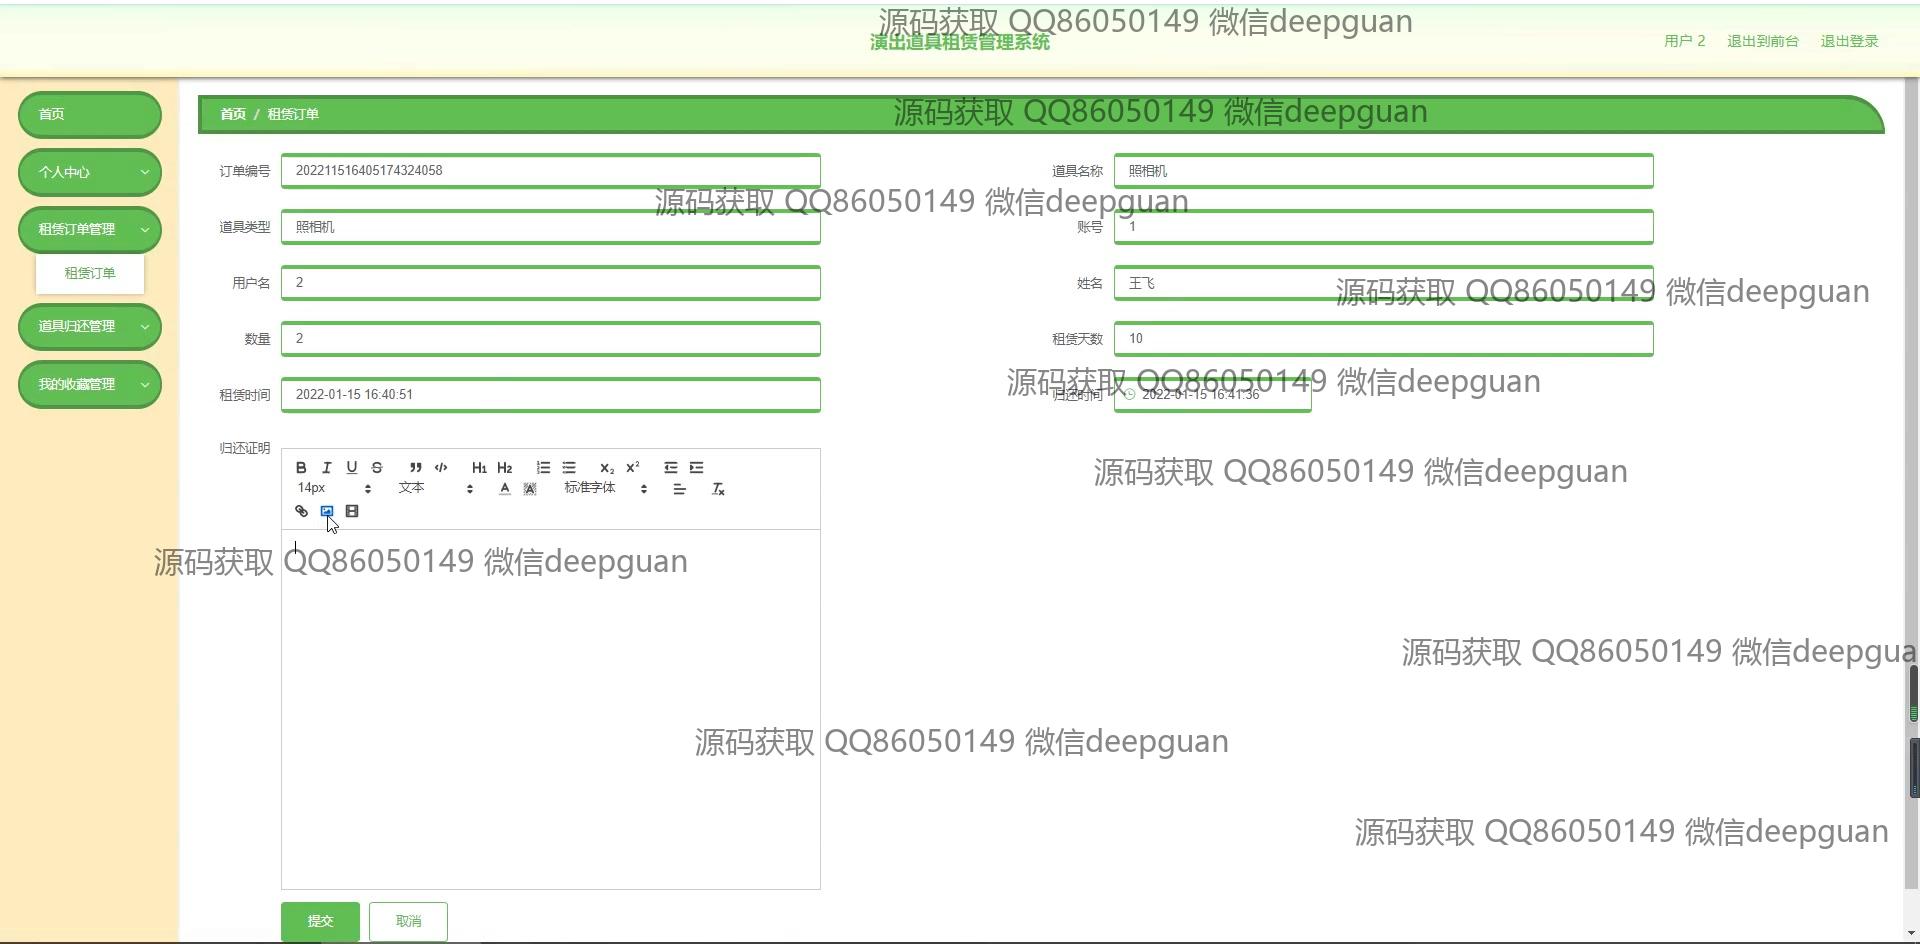 源码获取 QQ86050149 微信deepguan
演出道具租赁管理系统
用户 2 退出到前台 退出登录
首页
首页 / 租赁订单
源码获取 QQ86050149 微信deepguan
个人中心
租赁订单管理
租赁订单
道具归还管理
我的收藏管理
订单编号 202211516405174324058
道具名称 照相机
源码获取 QQ86050149 微信deepguan
道具类型 照相机
账号 1
用户名 2
姓名 王飞
源码获取 QQ86050149 微信deepguan
数量 2
租赁天数 10
源码获取 QQ86050149 微信deepguan
租赁时间 2022-01-15 16:40:51
归还时间 2022-01-15 16:41:36
归还证明
B I U S H1 H2 X2 X2
14px 文本 A A 标准字体 Tx
源码获取 QQ86050149 微信deepguan
源码获取 QQ86050149 微信deepguan
源码获取 QQ86050149 微信deepgua
源码获取 QQ86050149 微信deepguan
源码获取 QQ86050149 微信deepguan
提交 取消